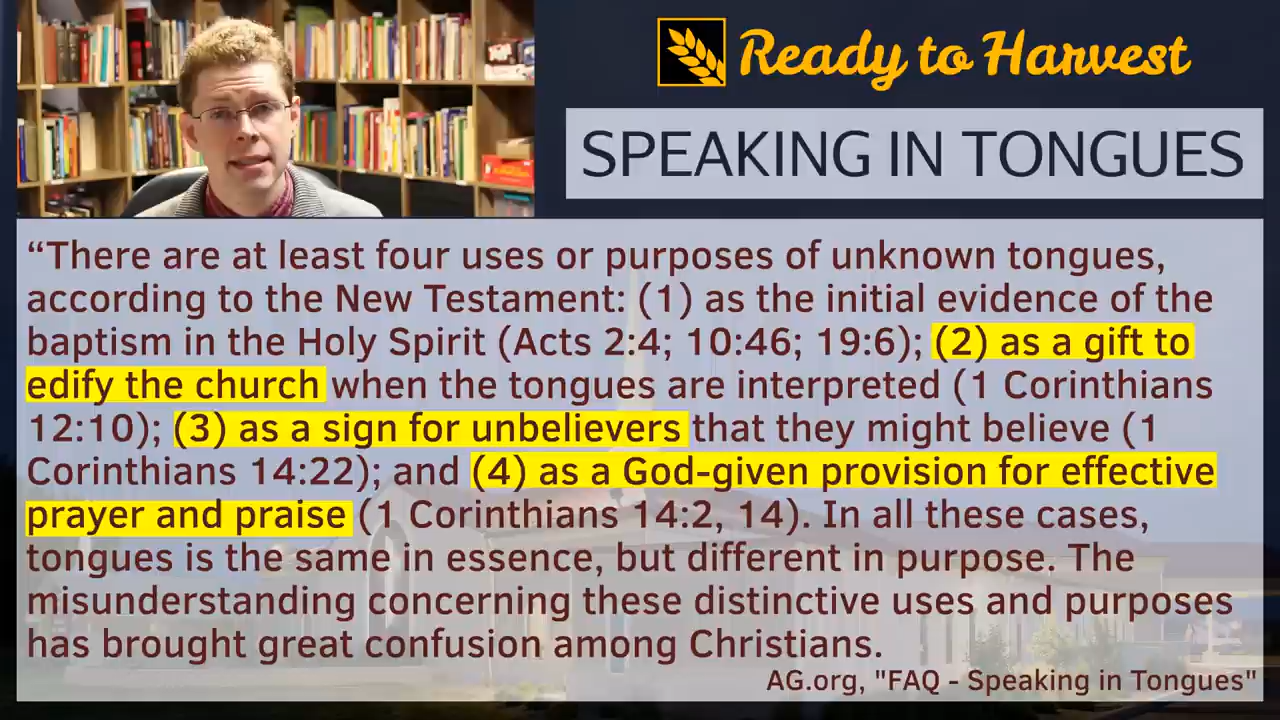 Ready to Harvest
SPEAKING IN TONGUES
“There are at least four uses or purposes of unknown tongues,
according to the New Testament: (1) as the initial evidence of the
baptism in the Holy Spirit (Acts 2:4; 10:46; 19:6); (2) as a gift to
edify the church when the tongues are interpreted (1 Corinthians
12:10); (3) as a sign for unbelievers that they might believe (1
Corinthians 14:22); and (4) as a God-given provision for effective
prayer and praise (1 Corinthians 14:2, 14). In all these cases,
tongues is the same in essence, but different in purpose. The
misunderstanding concerning these distinctive uses and purposes
has brought great confusion among Christians.
AG.org, "FAQ - Speaking in Tongues"